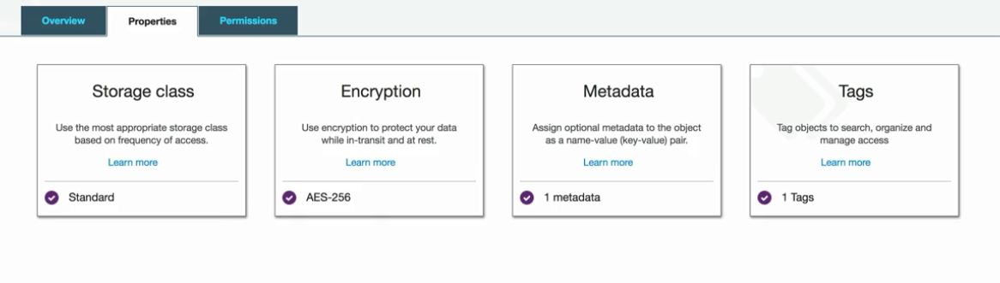 Overview
Properties
Permissions
Storage class
Use the most appropriate storage class
based on frequency of access.
Learn more
Standard
Encryption
Use encryption to protect your data
while in-transit and at rest.
Learn more
AES-256
Metadata
Assign optional metadata to the object
as a name-value (key-value) pair.
Learn more
1 metadata
Tags
Tag objects to search, organize and
manage access
Learn more
1 Tags